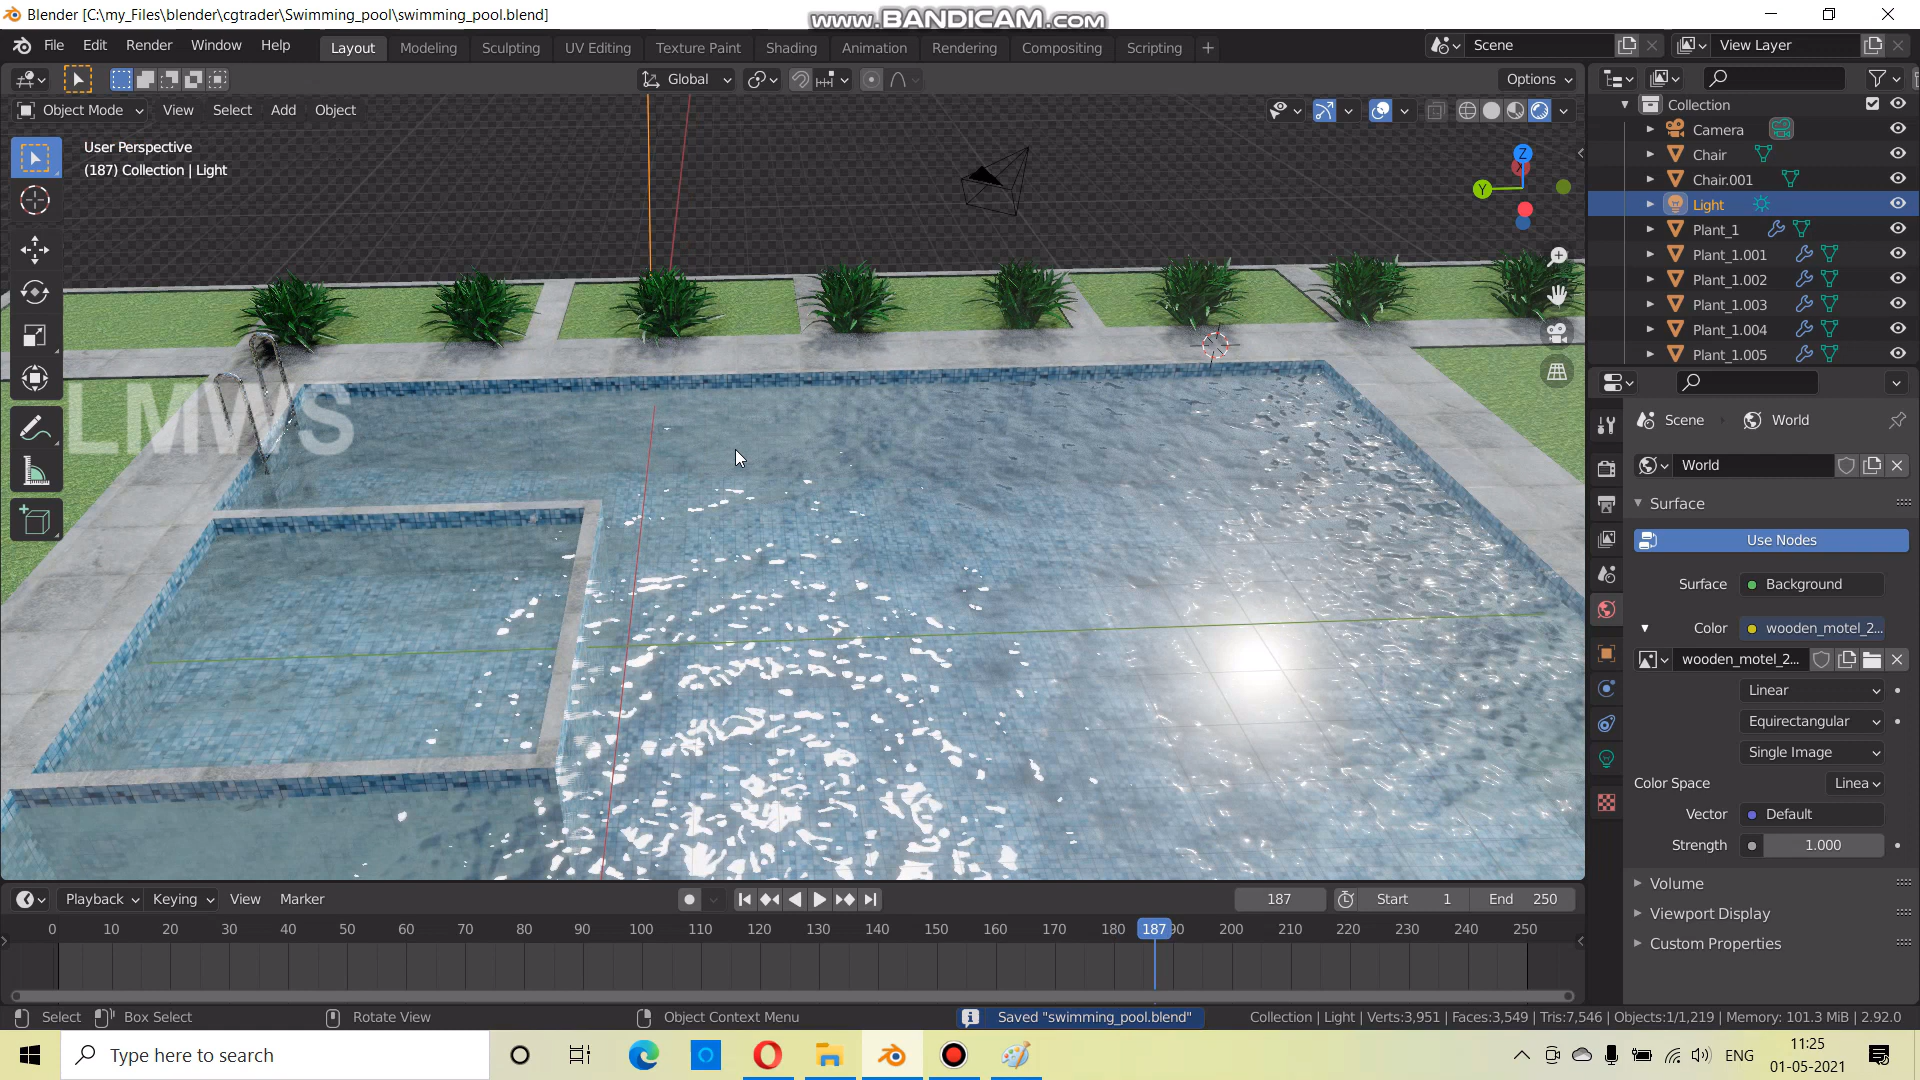 Blender [C:\my_Files\blender\cgtrader\Swimming_pool\swimming_pool.blend]
www.BANDICAM.com
File Edit Render Window Help
Layout Modeling Sculpting UV Editing Texture Paint Shading Animation Rendering Compositing Scripting +
Scene
View Layer
Global
Options
Object Mode View Select Add Object
User Perspective
(187) Collection | Light
Z
Y
LMWS
Collection
Camera
Chair
Chair.001
Light
Plant_1
Plant_1.001
Plant_1.002
Plant_1.003
Plant_1.004
Plant_1.005
Scene World
World
Surface
Use Nodes
Surface Background
Color wooden_motel_2...
wooden_motel_2...
Linear
Equirectangular
Single Image
Color Space Linea
Vector Default
Strength 1.000
Volume
Viewport Display
Custom Properties
Playback Keying View Marker
187 Start 1 End 250
0 10 20 30 40 50 60 70 80 90 100 110 120 130 140 150 160 170 180 187 90 200 210 220 230 240 250
Select Box Select Rotate View Object Context Menu
Saved "swimming_pool.blend"
Collection | Light | Verts:3,951 | Faces:3,549 | Tris:7,546 | Objects:1/1,219 | Memory: 101.3 MiB | 2.92.0
Type here to search
ENG
11:25
01-05-2021